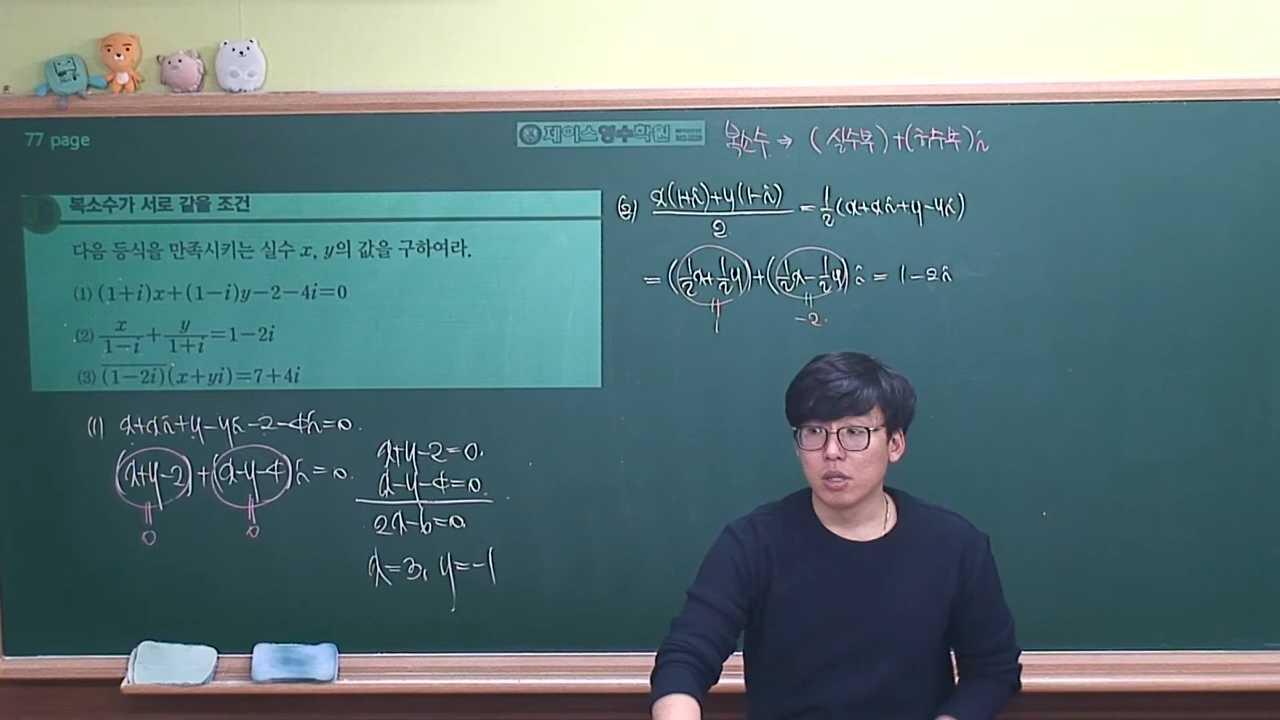 77 page
제이스영수학원
복소수 ⇒ (실수부)+(허수부)i
복소수가 서로 같을 조건
다음 등식을 만족시키는 실수 x, y의 값을 구하여라.
(1) (1+i)x+(1−i)y−2−4i=0
(2) x/(1−i)+y/(1+i)=1−2i
(3) \overline{(1−2i)}(x+yi)=7+4i
(1) x+xi+y−yi−2−4i=0.
(x+y−2)+(x−y−4)i=0.
0 0
x+y−2=0.
x−y−4=0.
2x−6=0.
x=3, y=−1
(2) (x(1+i)+y(1−i))/2=½(x+xi+y−yi)
=(½x+½y)+(½x−½y)i=1−2i
1 −2.